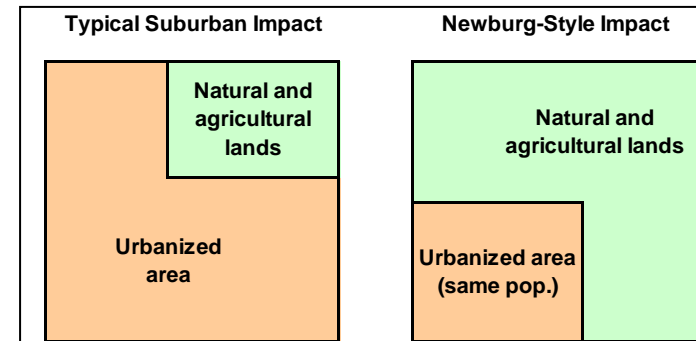 Typical Suburban Impact
Newburg-Style Impact
Natural and
agricultural
lands
Urbanized
area
Natural and
agricultural lands
Urbanized area
(same pop.)